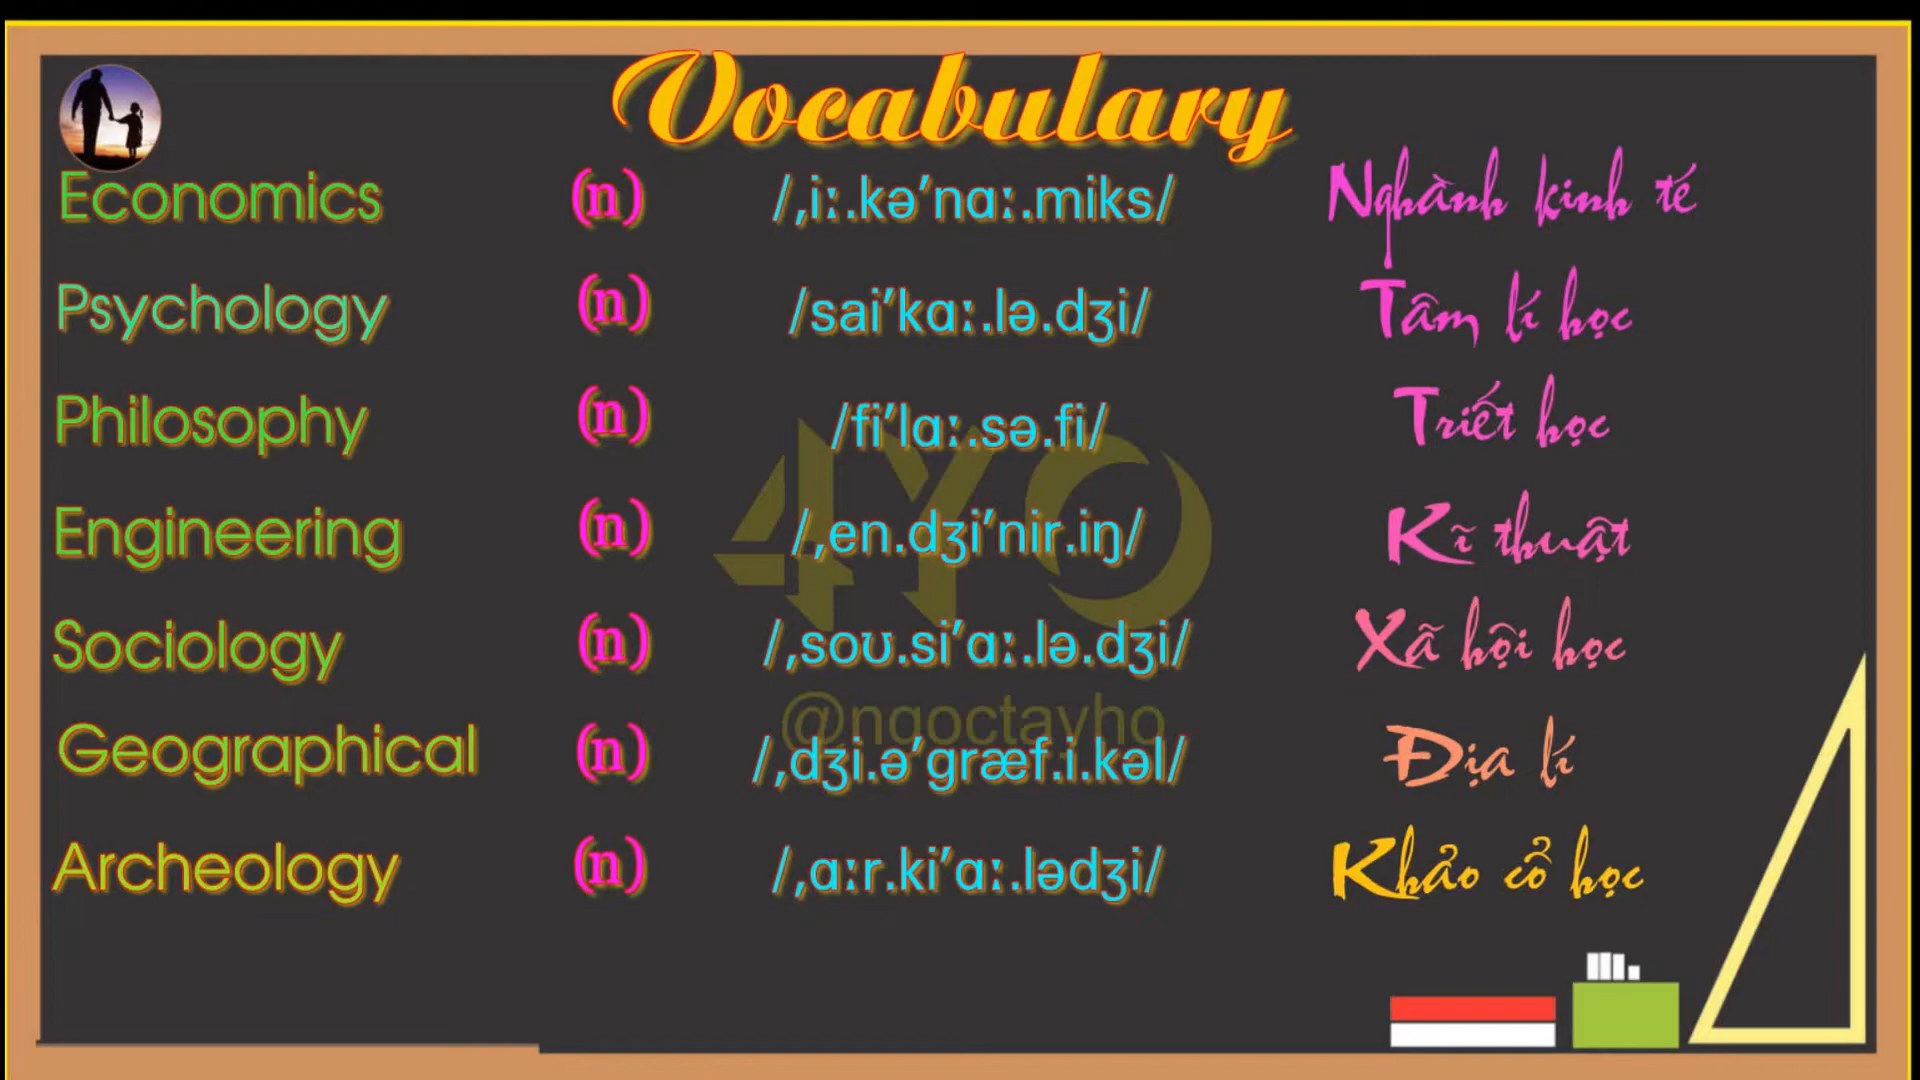 Vocabulary
Economics (n) /ˌiː.kəˈnɑː.miks/ Nghành kinh tế
Psychology (n) /saiˈkɑː.lə.dʒi/ Tâm lí học
Philosophy (n) /fiˈlɑː.sə.fi/ Triết học
4YO
Engineering (n) /ˌen.dʒiˈnir.iŋ/ Kĩ thuật
Sociology (n) /ˌsoʊ.siˈɑː.lə.dʒi/ Xã hội học
@ngoctayho
Geographical (n) /ˌdʒi.əˈgræf.i.kəl/ Địa lí
Archeology (n) /ˌɑːr.kiˈɑː.lədʒi/ Khảo cổ học